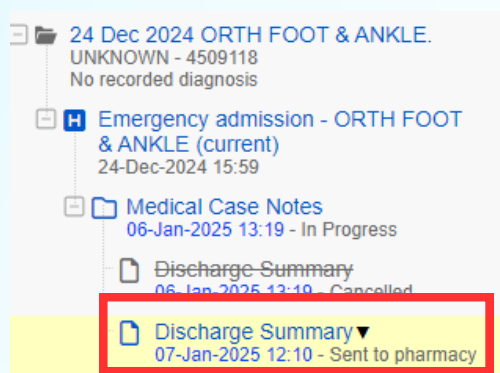 24 Dec 2024 ORTH FOOT & ANKLE.
UNKNOWN - 4509118
No recorded diagnosis
H Emergency admission - ORTH FOOT
& ANKLE (current)
24-Dec-2024 15:59
Medical Case Notes
06-Jan-2025 13:19 - In Progress
Discharge Summary
06-Jan-2025 13:19 - Cancelled
Discharge Summary▼
07-Jan-2025 12:10 - Sent to pharmacy